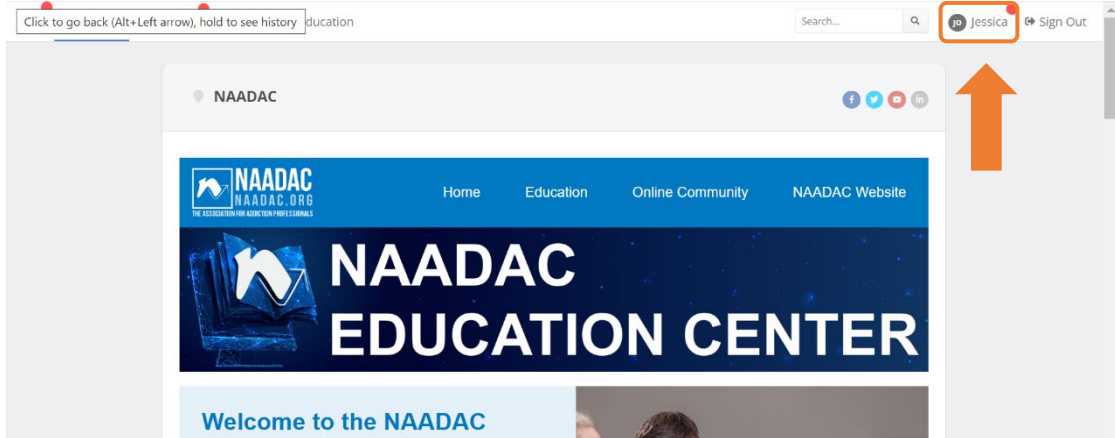 Click to go back (Alt+Left arrow), hold to see history
ducation
Search...
JO Jessica
Sign Out
NAADAC
NAADAC
NAADAC.ORG
THE ASSOCIATION FOR ADDICTION PROFESSIONALS
Home Education Online Community NAADAC Website
NAADAC
EDUCATION CENTER
Welcome to the NAADAC